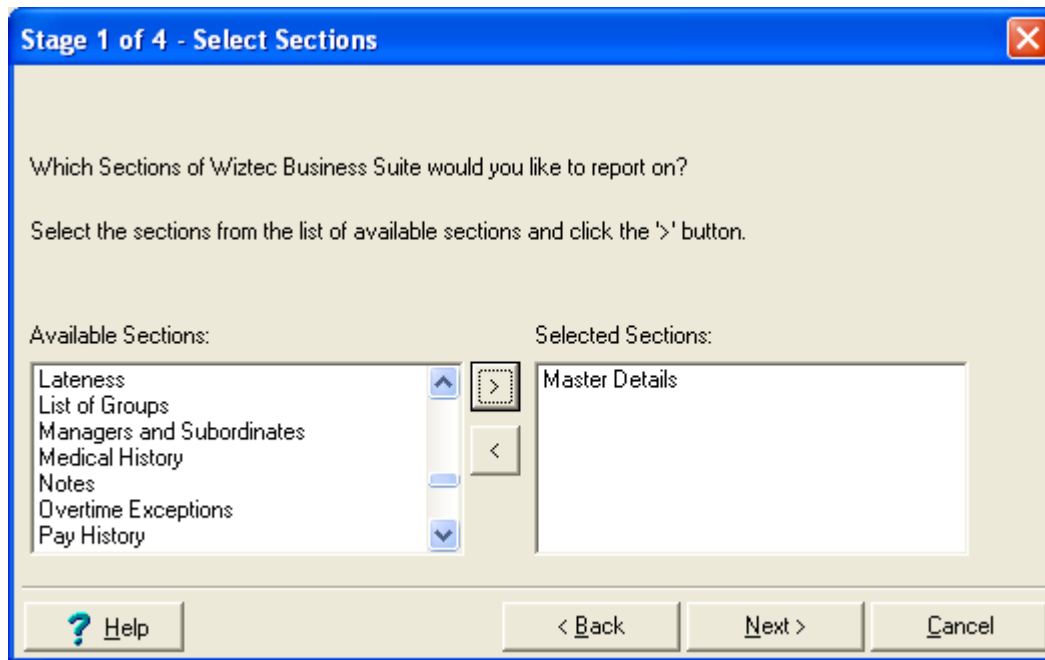 Stage 1 of 4 - Select Sections
Which Sections of Wiztec Business Suite would you like to report on?
Select the sections from the list of available sections and click the '>' button.
Available Sections:
Lateness
List of Groups
Managers and Subordinates
Medical History
Notes
Overtime Exceptions
Pay History
>
<
Selected Sections:
Master Details
? Help
< Back
Next >
Cancel